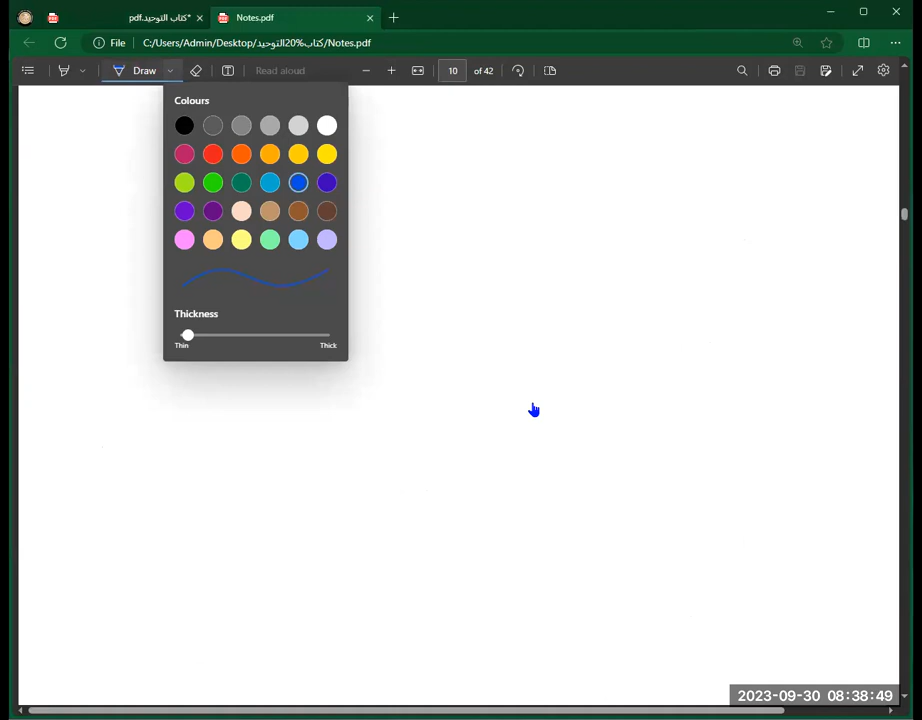 كتاب التوحيد.pdf*
Notes.pdf
File
C:/Users/Admin/Desktop/كتاب%20التوحيد/Notes.pdf
Draw
Read aloud
10
of 42
Colours
Thickness
Thin
Thick
2023-09-30 08:38:49